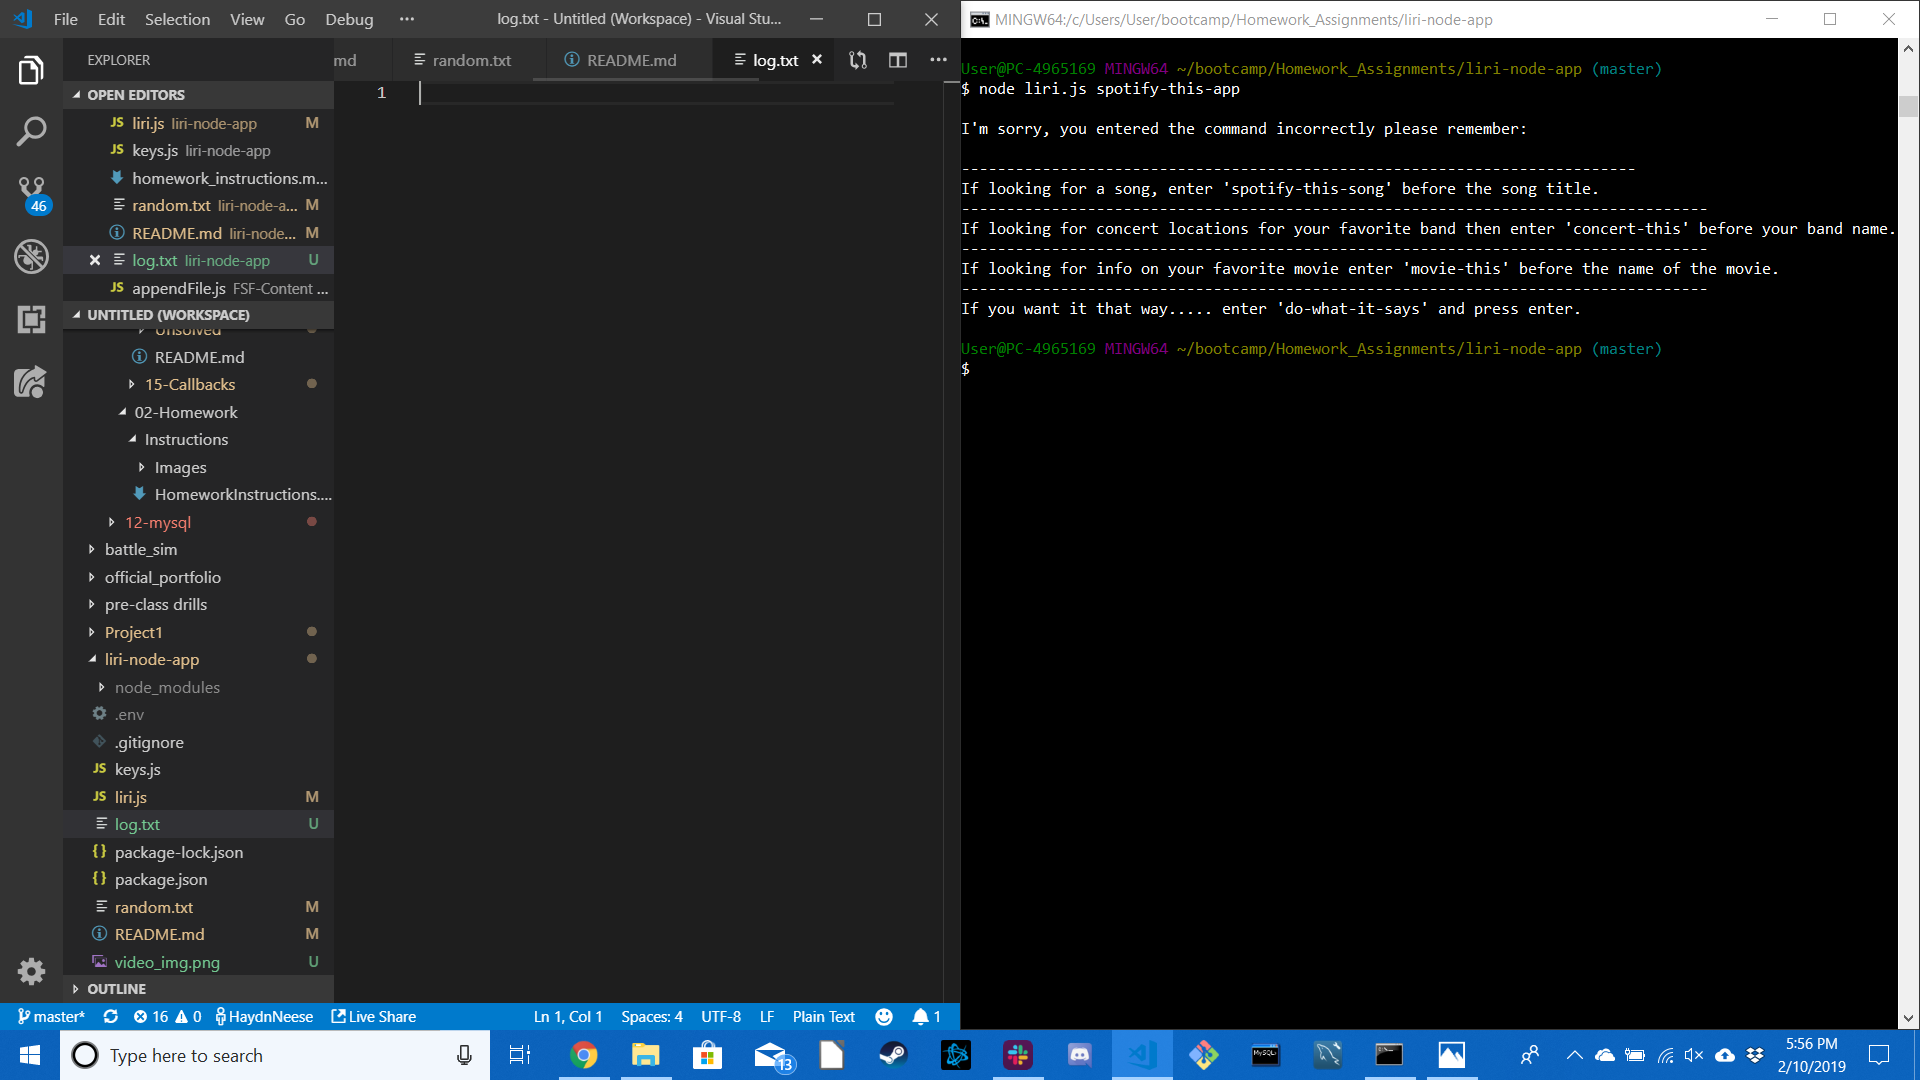 File Edit Selection View Go Debug ··· log.txt - Untitled (Workspace) - Visual Stu...
EXPLORER
OPEN EDITORS
JS liri.js liri-node-app M
JS keys.js liri-node-app
homework_instructions.m...
random.txt liri-node-a... M
README.md liri-node... M
log.txt liri-node-app U
JS appendFile.js FSF-Content ...
UNTITLED (WORKSPACE)
Unsolved
README.md
15-Callbacks
02-Homework
Instructions
Images
HomeworkInstructions....
12-mysql
battle_sim
official_portfolio
pre-class drills
Project1
liri-node-app
node_modules
.env
.gitignore
JS keys.js
JS liri.js M
log.txt U
{} package-lock.json
{} package.json
random.txt M
README.md M
video_img.png U
OUTLINE
46
md random.txt README.md log.txt
1
master* 16 0 HaydnNeese Live Share Ln 1, Col 1 Spaces: 4 UTF-8 LF Plain Text 1
MINGW64:/c/Users/User/bootcamp/Homework_Assignments/liri-node-app
User@PC-4965169 MINGW64 ~/bootcamp/Homework_Assignments/liri-node-app (master)
$ node liri.js spotify-this-app
I'm sorry, you entered the command incorrectly please remember:
---------------------------------------------------------------------------
If looking for a song, enter 'spotify-this-song' before the song title.
-----------------------------------------------------------------------------------
If looking for concert locations for your favorite band then enter 'concert-this' before your band name.
-----------------------------------------------------------------------------------
If looking for info on your favorite movie enter 'movie-this' before the name of the movie.
-----------------------------------------------------------------------------------
If you want it that way..... enter 'do-what-it-says' and press enter.
User@PC-4965169 MINGW64 ~/bootcamp/Homework_Assignments/liri-node-app (master)
$
Type here to search
13
MySQL
5:56 PM
2/10/2019